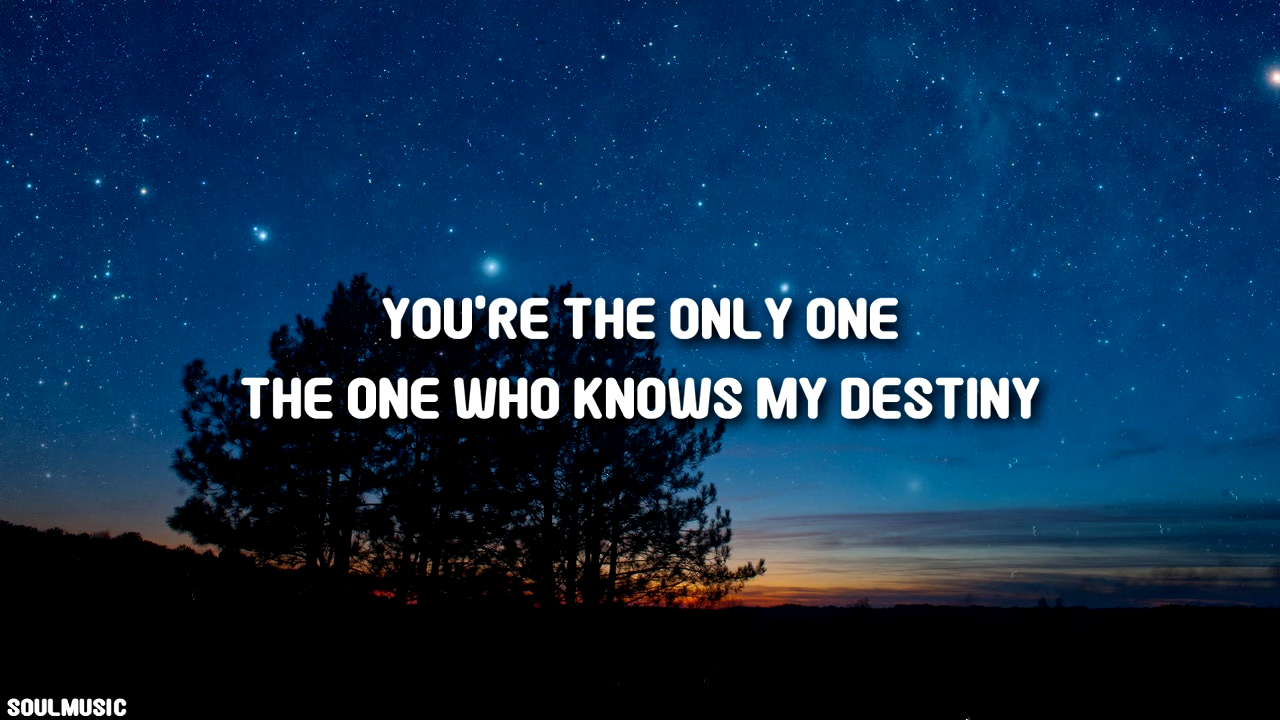 YOU'RE THE ONLY ONE
THE ONE WHO KNOWS MY DESTINY
SOULMUSIC